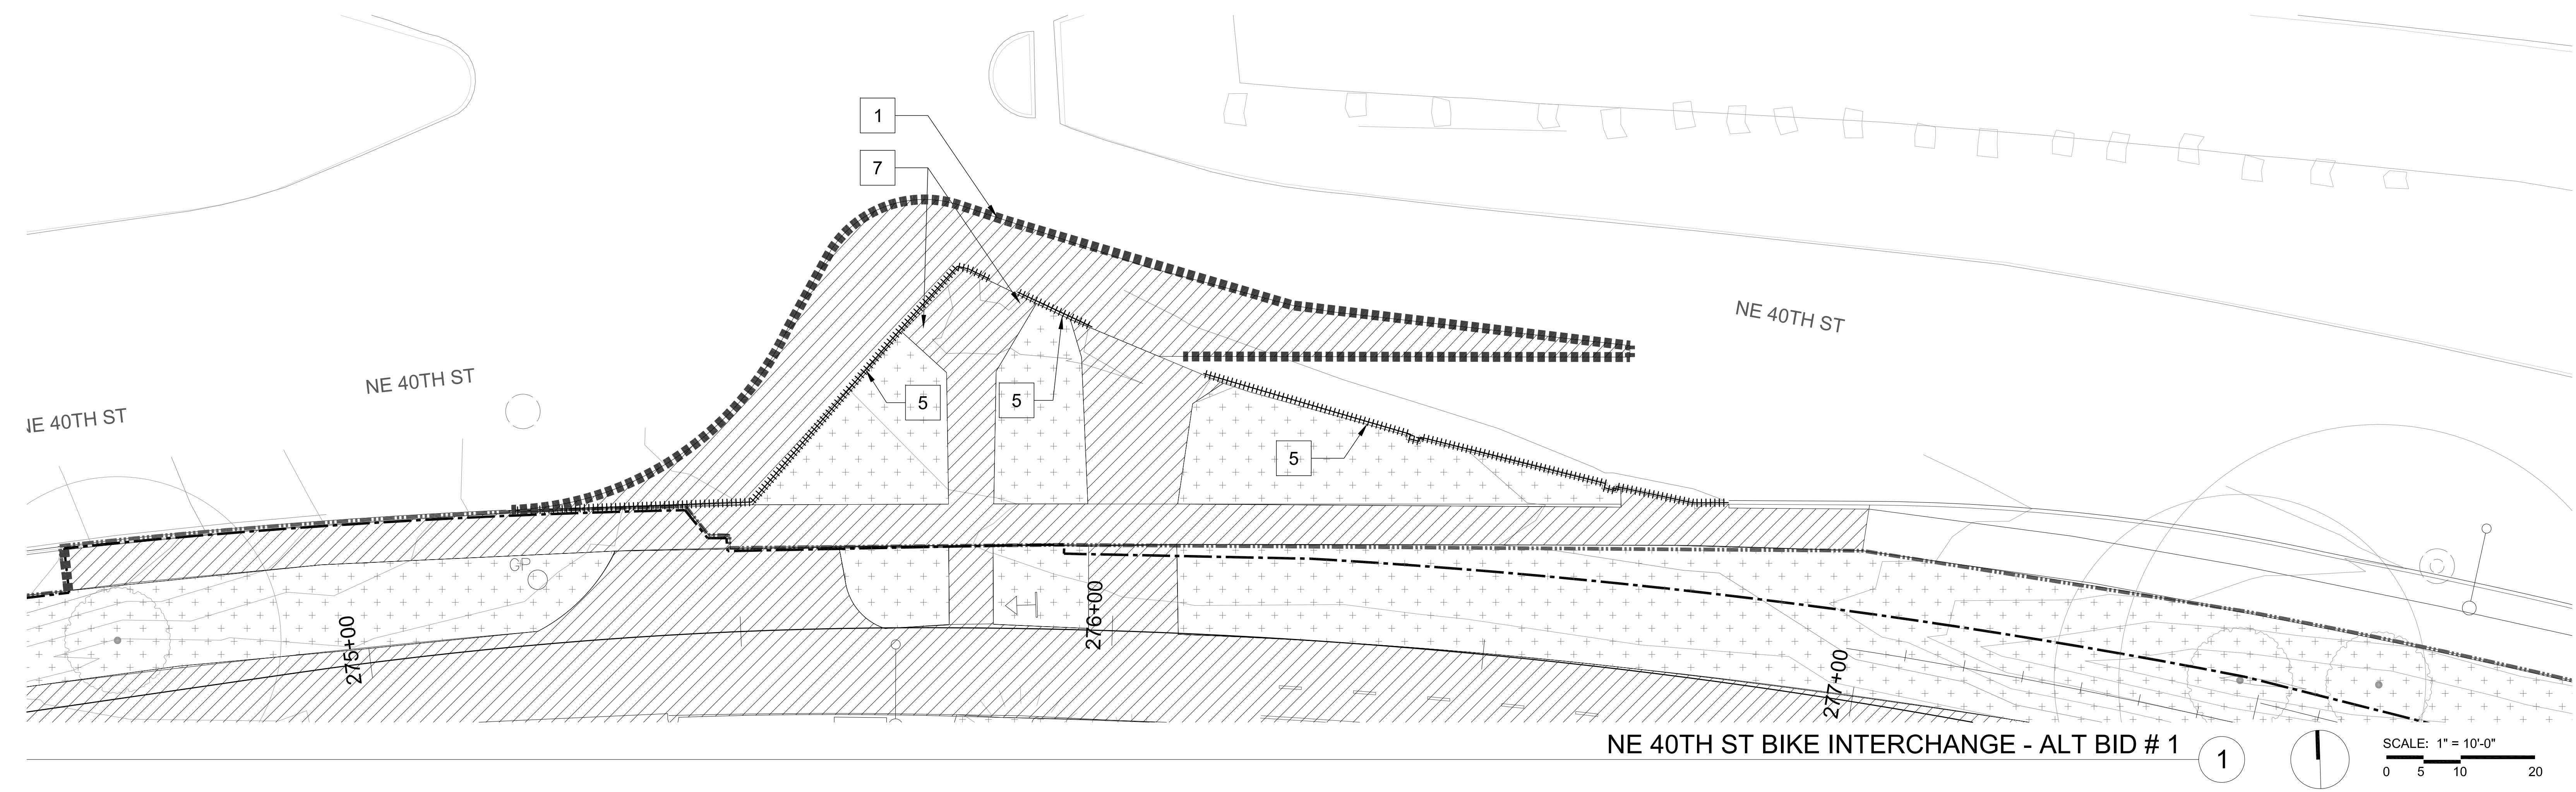 1
7
NE 40TH ST
NE 40TH ST
NE 40TH ST
5
5
5
GP
275+00
276+00
277+00
NE 40TH ST BIKE INTERCHANGE - ALT BID # 1
1
SCALE: 1" = 10'-0"
0 5 10 20